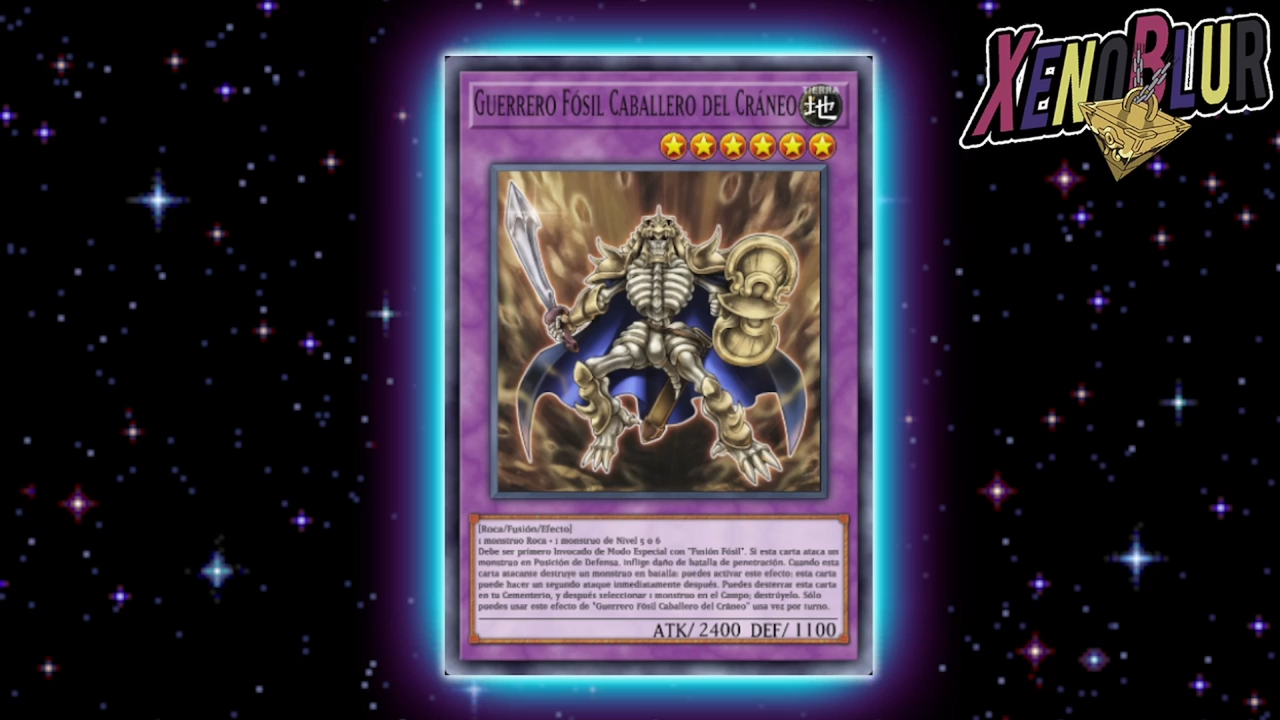 XENOBLUR
GUERRERO FÓSIL CABALLERO DEL CRÁNEO
TIERRA
地
[Roca/Fusión/Efecto]
1 monstruo Roca + 1 monstruo de Nivel 5 o 6
Debe ser primero Invocado de Modo Especial con "Fusión Fósil". Si esta carta ataca un
monstruo en Posición de Defensa, inflige daño de batalla de penetración. Cuando esta
carta atacante destruye un monstruo en batalla: puedes activar este efecto; esta carta
puede hacer un segundo ataque inmediatamente después. Puedes desterrar esta carta
en tu Cementerio, y después seleccionar 1 monstruo en el Campo; destrúyelo. Sólo
puedes usar este efecto de "Guerrero Fósil Caballero del Cráneo" una vez por turno.
ATK/ 2400 DEF/ 1100